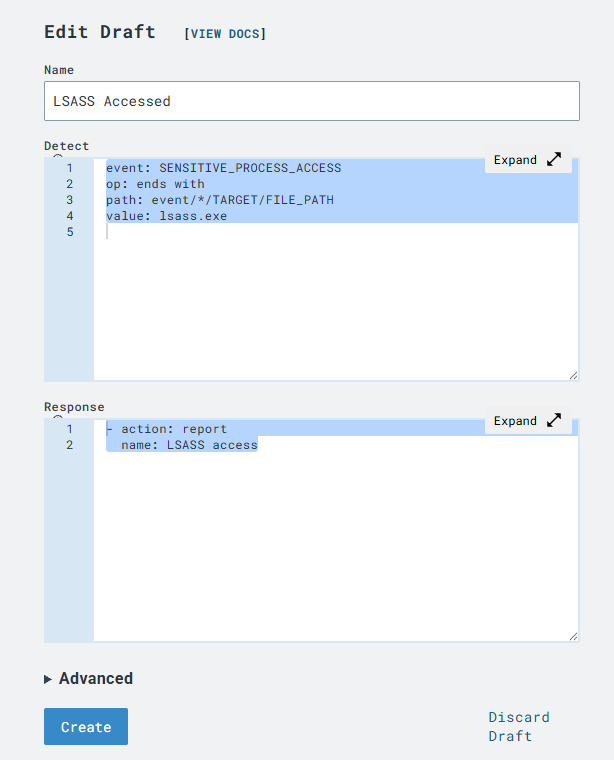 Edit Draft [VIEW DOCS]
Name
LSASS Accessed
Detect
Expand
1 event: SENSITIVE_PROCESS_ACCESS
2 op: ends with
3 path: event/*/TARGET/FILE_PATH
4 value: lsass.exe
5
Response
Expand
1 - action: report
2 name: LSASS access
Advanced
Create
Discard
Draft